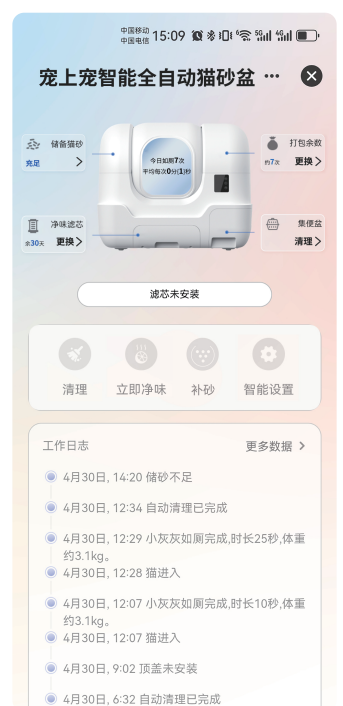 中国移动
中国电信
15:09
5G
4G
宠上宠智能全自动猫砂盆
储备猫砂
充足
打包余数
约7次 更换
今日如厕7次
平均每次0分(1)秒
净味滤芯
余30天 更换
集便盆
清理
滤芯未安装
清理
立即净味
补砂
智能设置
工作日志
更多数据
4月30日, 14:20 储砂不足
4月30日, 12:34 自动清理已完成
4月30日, 12:29 小灰灰如厕完成,时长25秒,体重
约3.1kg。
4月30日, 12:28 猫进入
4月30日, 12:07 小灰灰如厕完成,时长10秒,体重
约3.1kg。
4月30日, 12:07 猫进入
4月30日, 9:02 顶盖未安装
4月30日, 6:32 自动清理已完成